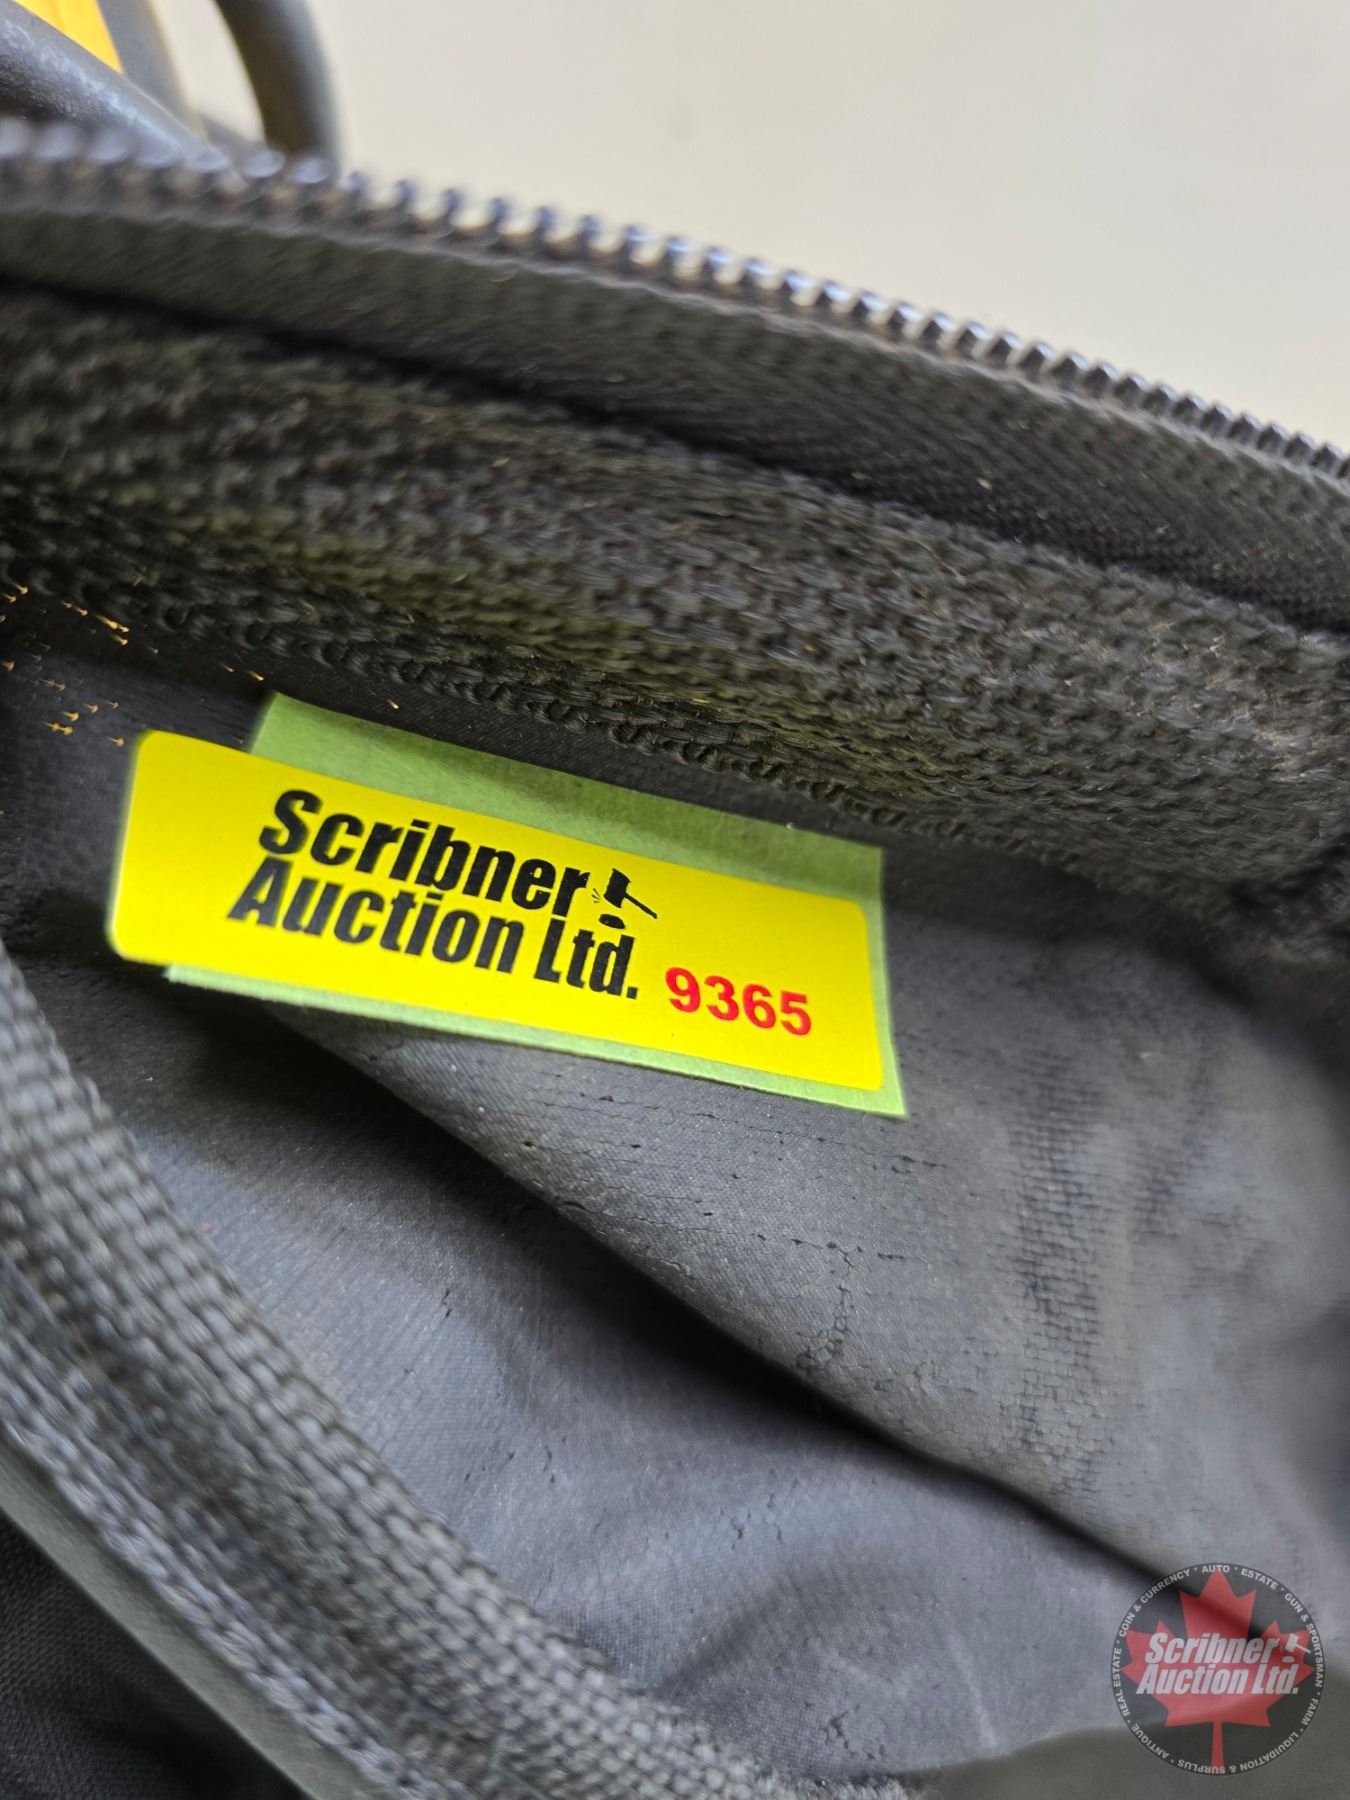 Scribner
Auction Ltd.
9365
COIN & CURRENCY • AUTO • ESTATE • GUN & SPORTSMAN • FARM • LIQUIDATION & SURPLUS • ANTIQUE • REAL ESTATE •
Scribner
Auction Ltd.